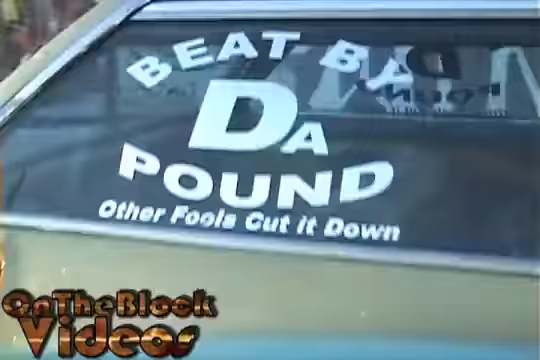 BEAT BY
DA
POUND
Other Fools Cut it Down
OnTheBlock
Videos